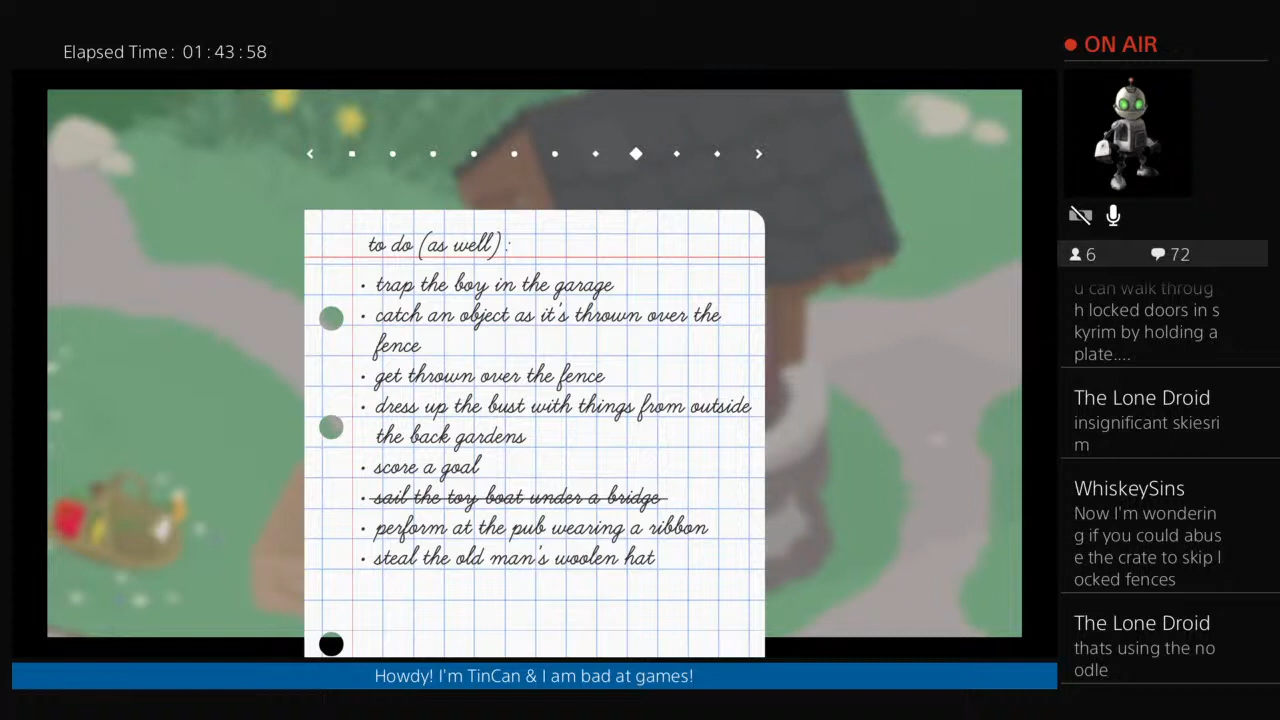 Elapsed Time: 01:43:58
ON AIR
6
72
to do (as well):
• trap the boy in the garage
• catch an object as it's thrown over the
fence
• get thrown over the fence
• dress up the bust with things from outside
the back gardens
• score a goal
• sail the toy boat under a bridge
• perform at the pub wearing a ribbon
• steal the old man's woolen hat
u can walk throug
h locked doors in s
kyrim by holding a
plate....
The Lone Droid
insignificant skiesri
m
WhiskeySins
Now I'm wonderin
g if you could abus
e the crate to skip l
ocked fences
The Lone Droid
thats using the no
odle
Howdy! I'm TinCan & I am bad at games!